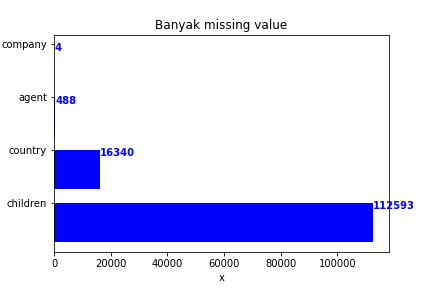 Banyak missing value
company
4
agent
488
country
16340
children
112593
0 20000 40000 60000 80000 100000
x